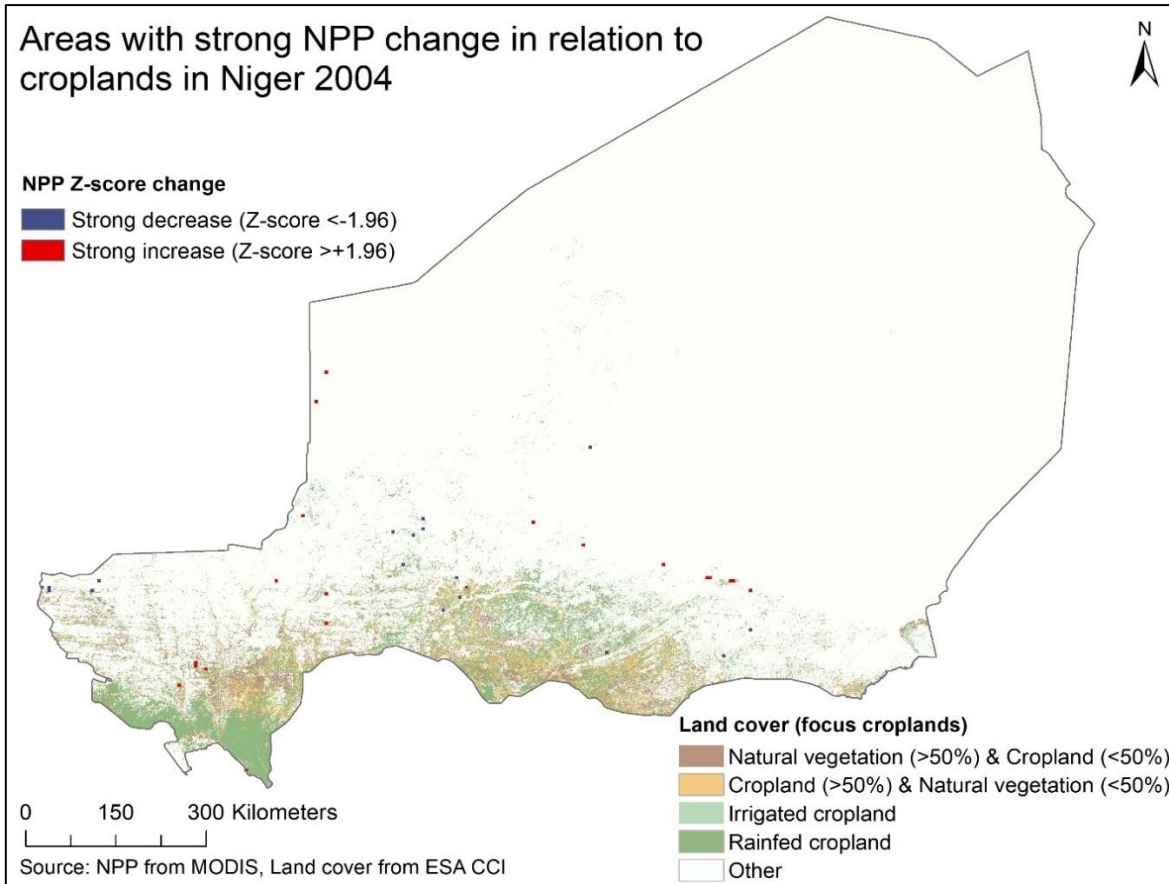 Areas with strong NPP change in relation to
croplands in Niger 2004
N
NPP Z-score change
Strong decrease (Z-score <-1.96)
Strong increase (Z-score >+1.96)
Land cover (focus croplands)
Natural vegetation (>50%) & Cropland (<50%)
Cropland (>50%) & Natural vegetation (<50%)
Irrigated cropland
Rainfed cropland
Other
0 150 300 Kilometers
Source: NPP from MODIS, Land cover from ESA CCI